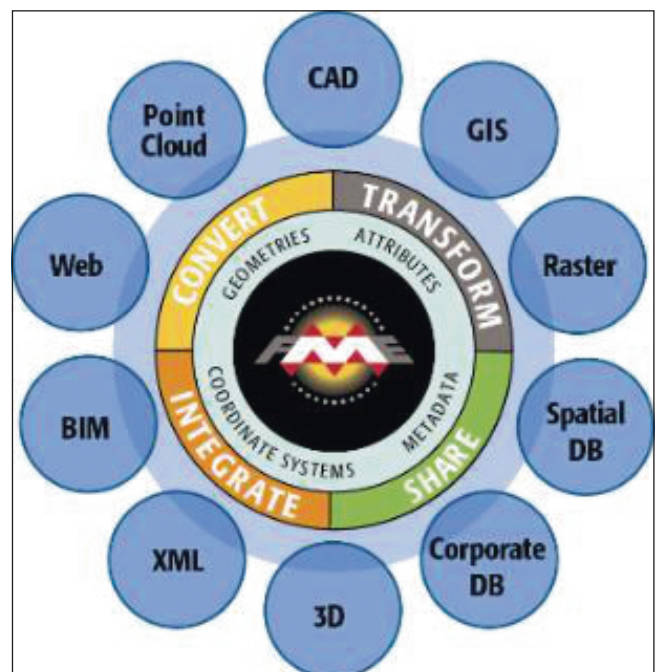 CAD
GIS
Raster
Spatial
DB
Corporate
DB
3D
XML
BIM
Web
Point
Cloud
CONVERT
TRANSFORM
SHARE
INTEGRATE
GEOMETRIES
ATTRIBUTES
METADATA
COORDINATE SYSTEMS
FME